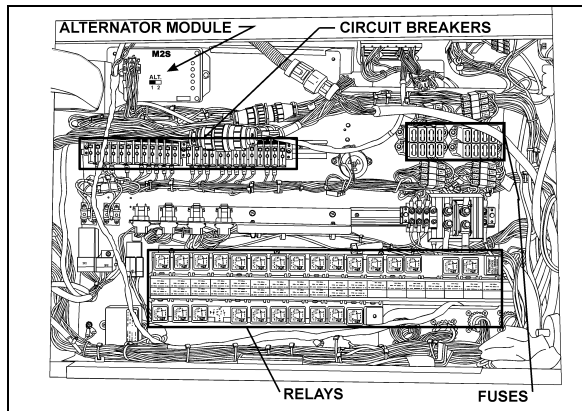 ALTERNATOR MODULE
CIRCUIT BREAKERS
M2S
ALT.
1 2
RELAYS
FUSES